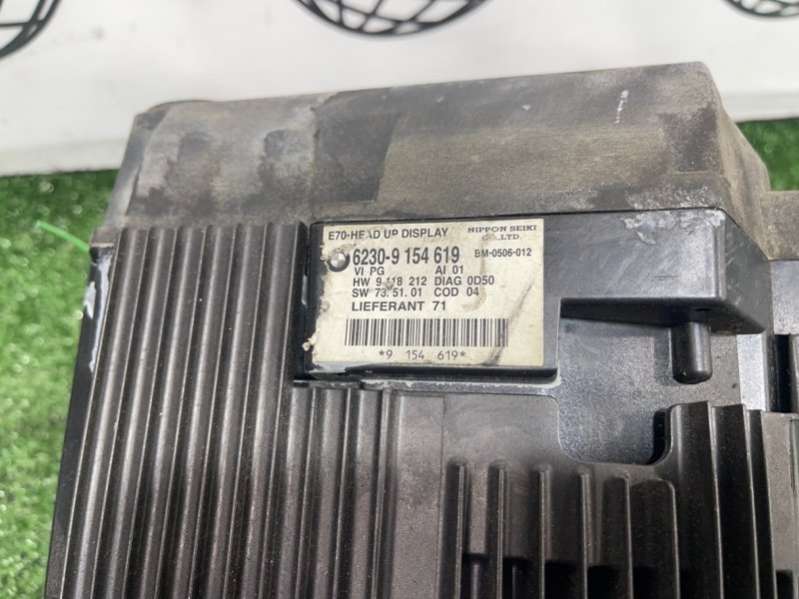 E70-HEAD UP DISPLAY NIPPON SEIKI CO.,LTD
6230-9 154 619 BM-0506-012
VI PG AI 01
HW 9 118 212 DIAG 0D50
SW 73.51.01 COD 04
LIEFERANT 71
*9 154 619*